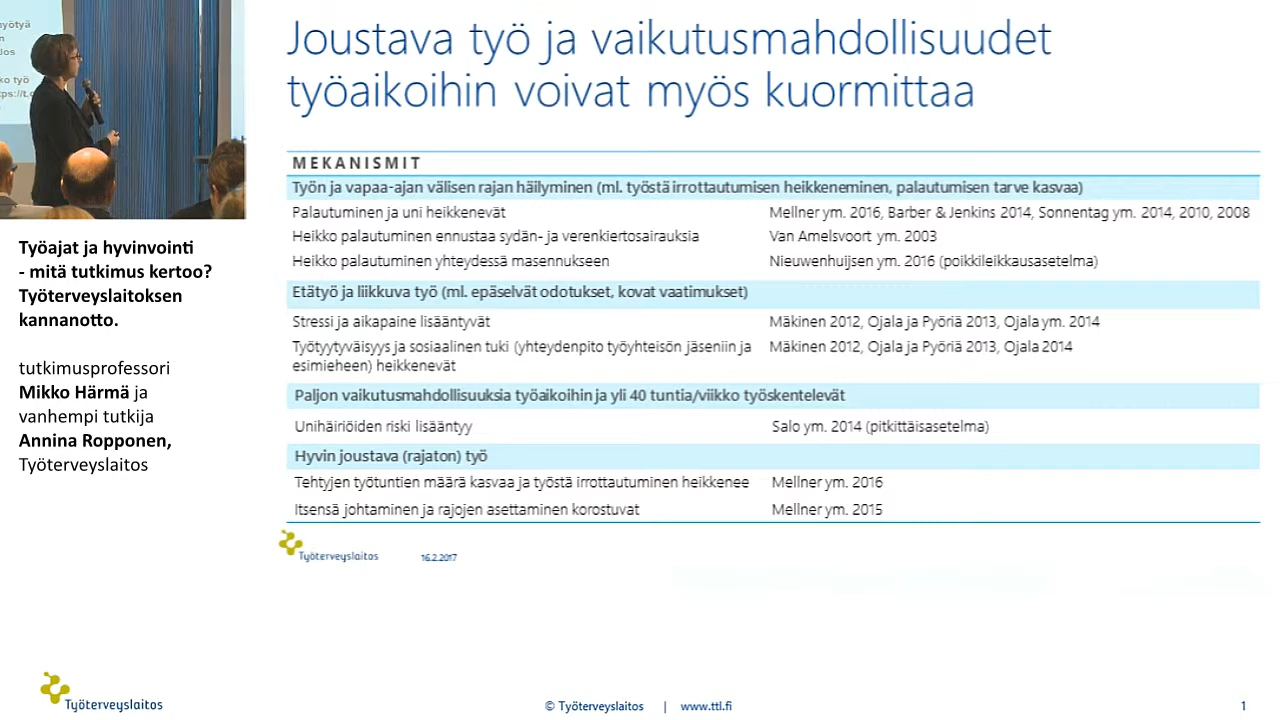 yötyä
n
Jos
ko työ
ttps://t.c
Joustava työ ja vaikutusmahdollisuudet
työaikoihin voivat myös kuormittaa
MEKANISMIT
Työn ja vapaa-ajan välisen rajan häilyminen (ml. työstä irrottautumisen heikkeneminen, palautumisen tarve kasvaa)
Palautuminen ja uni heikkenevät Mellner ym. 2016, Barber & Jenkins 2014, Sonnentag ym. 2014, 2010, 2008
Heikko palautuminen ennustaa sydän- ja verenkiertosairauksia Van Amelsvoort ym. 2003
Heikko palautuminen yhteydessä masennukseen Nieuwenhuijsen ym. 2016 (poikkileikkausasetelma)
Etätyö ja liikkuva työ (ml. epäselvät odotukset, kovat vaatimukset)
Stressi ja aikapaine lisääntyvät Mäkinen 2012, Ojala ja Pyöriä 2013, Ojala ym. 2014
Työtyytyväisyys ja sosiaalinen tuki (yhteydenpito työyhteisön jäseniin ja Mäkinen 2012, Ojala ja Pyöriä 2013, Ojala 2014
esimieheen) heikkenevät
Paljon vaikutusmahdollisuuksia työaikoihin ja yli 40 tuntia/viikko työskentelevät
Unihäiriöiden riski lisääntyy Salo ym. 2014 (pitkittäisasetelma)
Hyvin joustava (rajaton) työ
Tehtyjen työtuntien määrä kasvaa ja työstä irrottautuminen heikkenee Mellner ym. 2016
Itsensä johtaminen ja rajojen asettaminen korostuvat Mellner ym. 2015
Työterveyslaitos 16.2.2017
Työajat ja hyvinvointi
- mitä tutkimus kertoo?
Työterveyslaitoksen
kannanotto.
tutkimusprofessori
Mikko Härmä ja
vanhempi tutkija
Annina Ropponen,
Työterveyslaitos
Työterveyslaitos
© Työterveyslaitos | www.ttl.fi
1